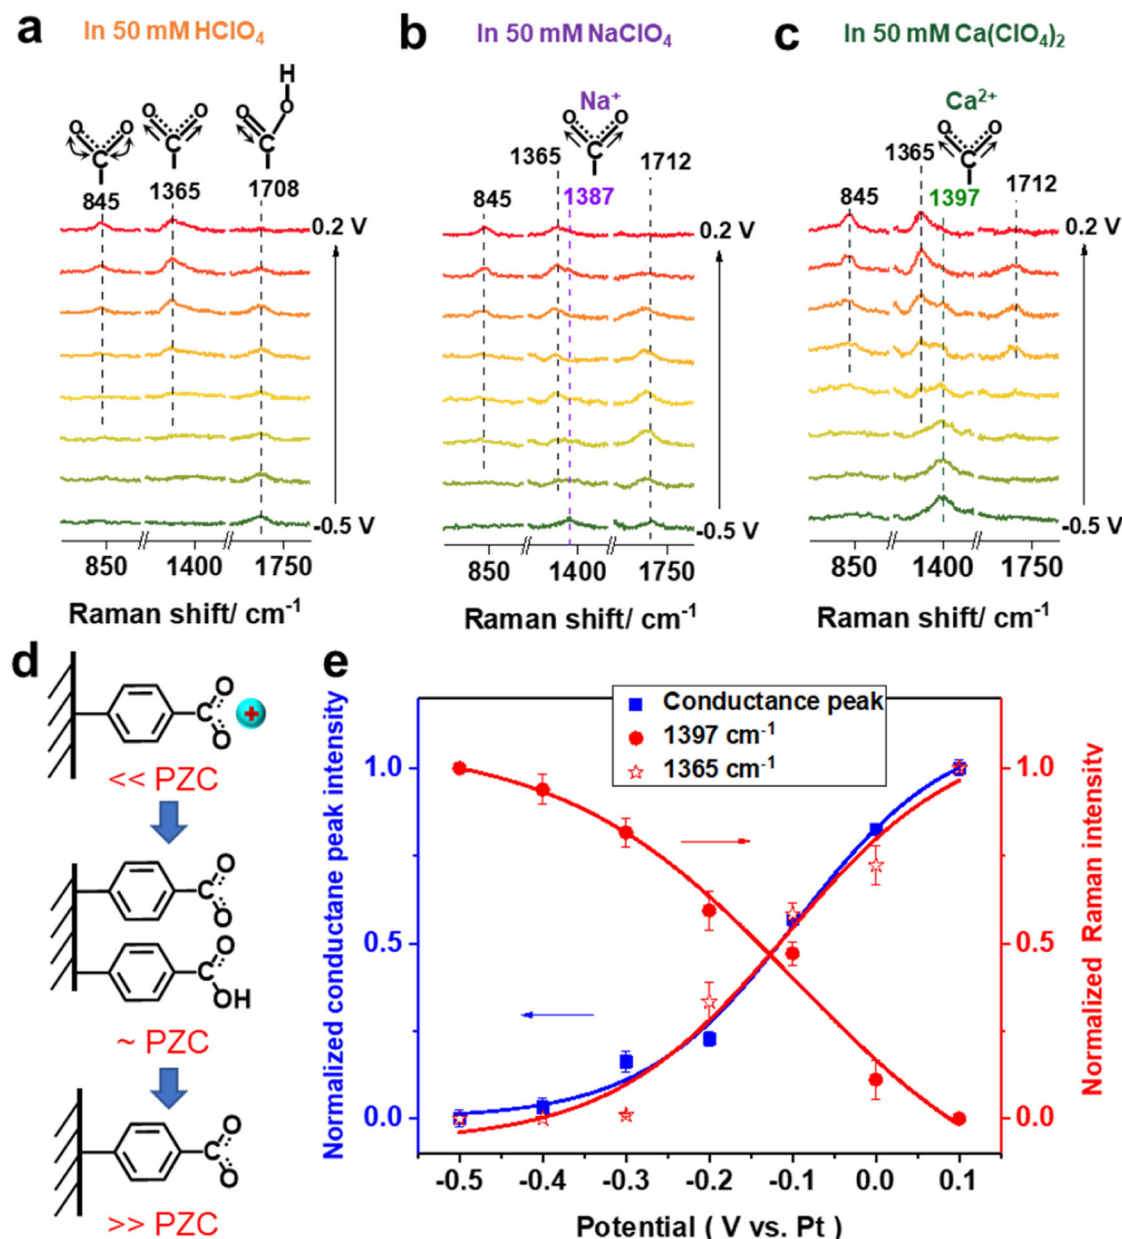 a In 50 mM HClO₄
O O
C
845
O O
C
1365
H
O O
C
1708
0.2 V
-0.5 V
850 1400 1750
Raman shift/ cm⁻¹
b In 50 mM NaClO₄
Na⁺
O O
C
845 1365 1387 1712
0.2 V
-0.5 V
850 1400 1750
Raman shift/ cm⁻¹
c In 50 mM Ca(ClO₄)₂
Ca²⁺
O O
C
845 1365 1397 1712
0.2 V
-0.5 V
850 1400 1750
Raman shift/ cm⁻¹
d
O
C +
O
<< PZC
O
C
O
O
C
OH
~ PZC
O
C
O
>> PZC
e
Conductance peak
1397 cm⁻¹
1365 cm⁻¹
Normalized conductane peak intensity
1.0
0.5
0.0
Normalized Raman intensity
1.0
0.5
0.0
-0.5 -0.4 -0.3 -0.2 -0.1 0.0 0.1
Potential ( V vs. Pt )